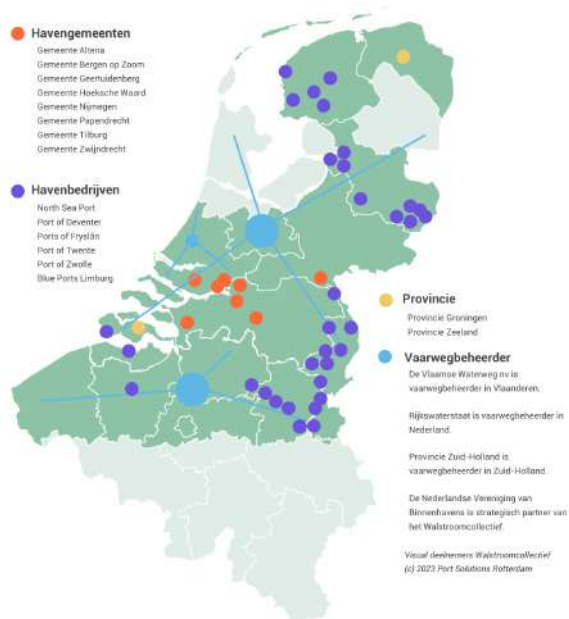 Havengemeenten
Gemeente Altena
Gemeente Bergen op Zoom
Gemeente Geertuidenberg
Gemeente Hoeksche Waard
Gemeente Nijmegen
Gemeente Papendrecht
Gemeente Tilburg
Gemeente Zwijndrecht
Havenbedrijven
North Sea Port
Port of Deventer
Ports of Fryslân
Port of Twente
Port of Zwolle
Blue Ports Limburg
Provincie
Provincie Groningen
Provincie Zeeland
Vaarwegbeheerder
De Vlaamse Waterweg nv is
vaarwegbeheerder in Vlaanderen.
Rijkswaterstaat is vaarwegbeheerder in
Nederland.
Provincie Zuid-Holland is
vaarwegbeheerder in Zuid-Holland.
De Nederlandse Vereniging van
Binnenhavens is strategisch partner van
het Walstroomcollectief.
Visual deelnemers Walstroomcollectief
(c) 2023 Port Solutions Rotterdam